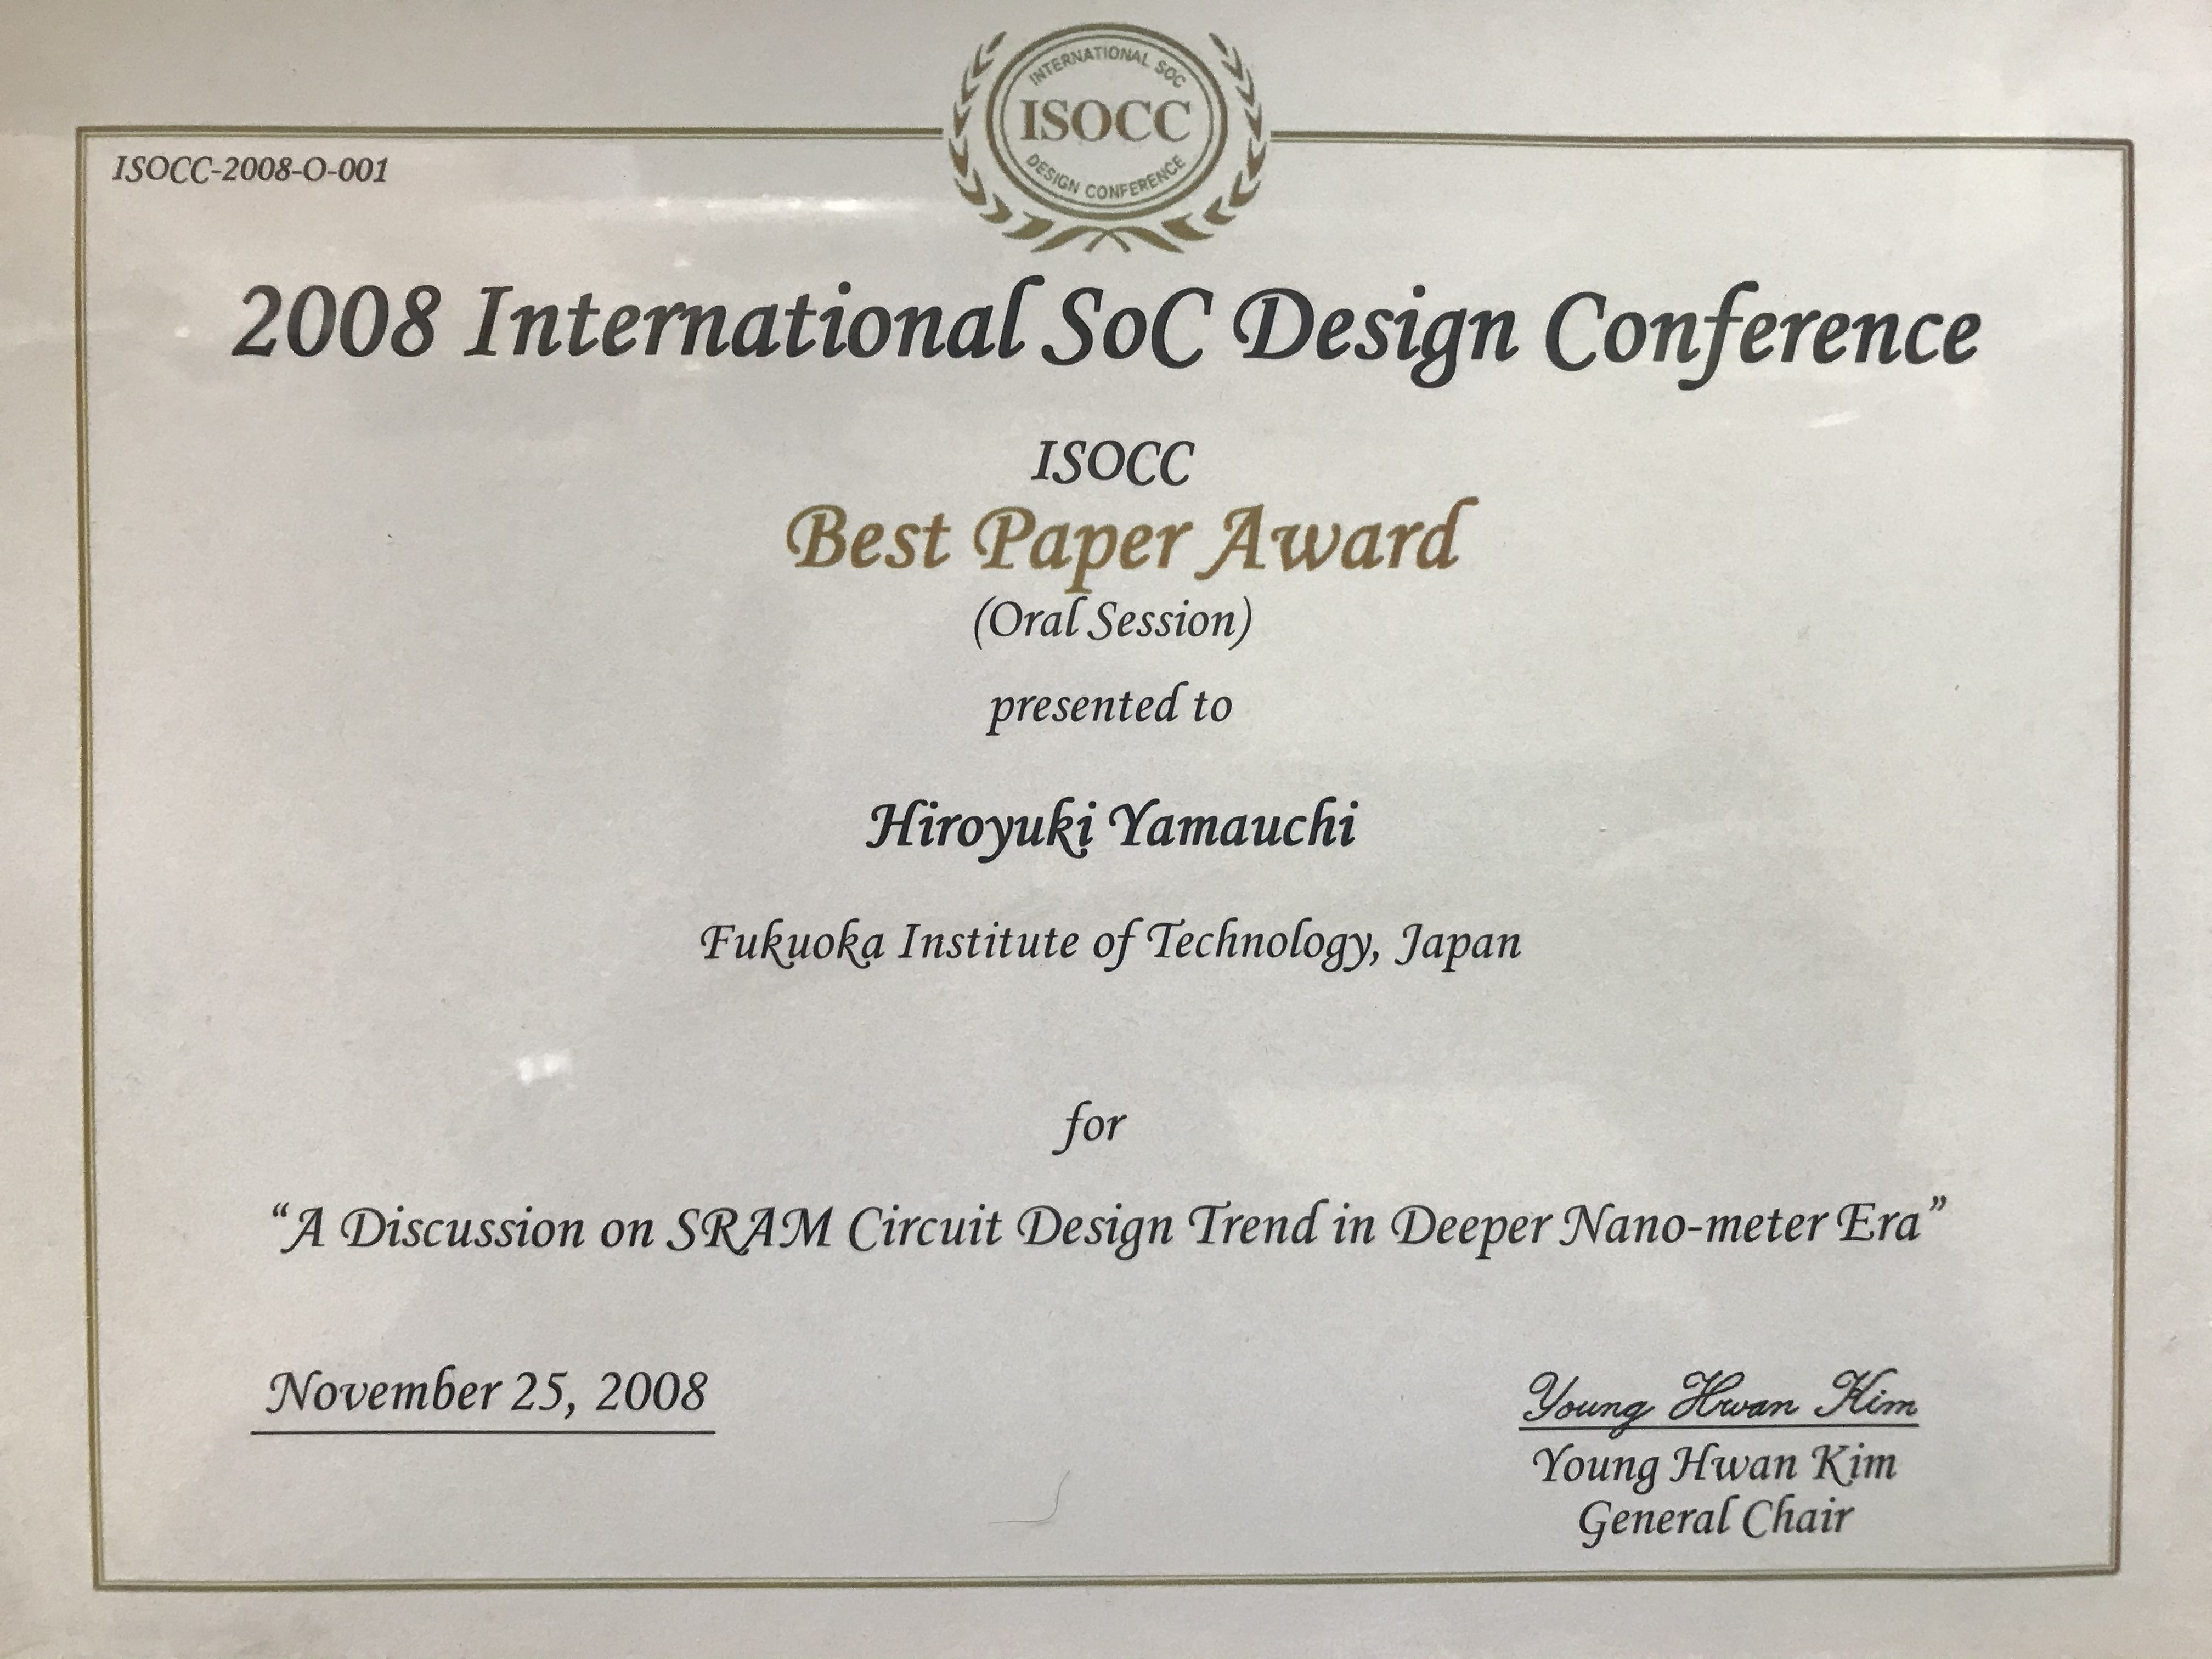 INTERNATIONAL SOC
ISOCC
DESIGN CONFERENCE
ISOCC-2008-O-001
2008 International SoC Design Conference
ISOCC
Best Paper Award
(Oral Session)
presented to
Hiroyuki Yamauchi
Fukuoka Institute of Technology, Japan
for
“A Discussion on SRAM Circuit Design Trend in Deeper Nano-meter Era”
November 25, 2008
Young Hwan Kim
Young Hwan Kim
General Chair